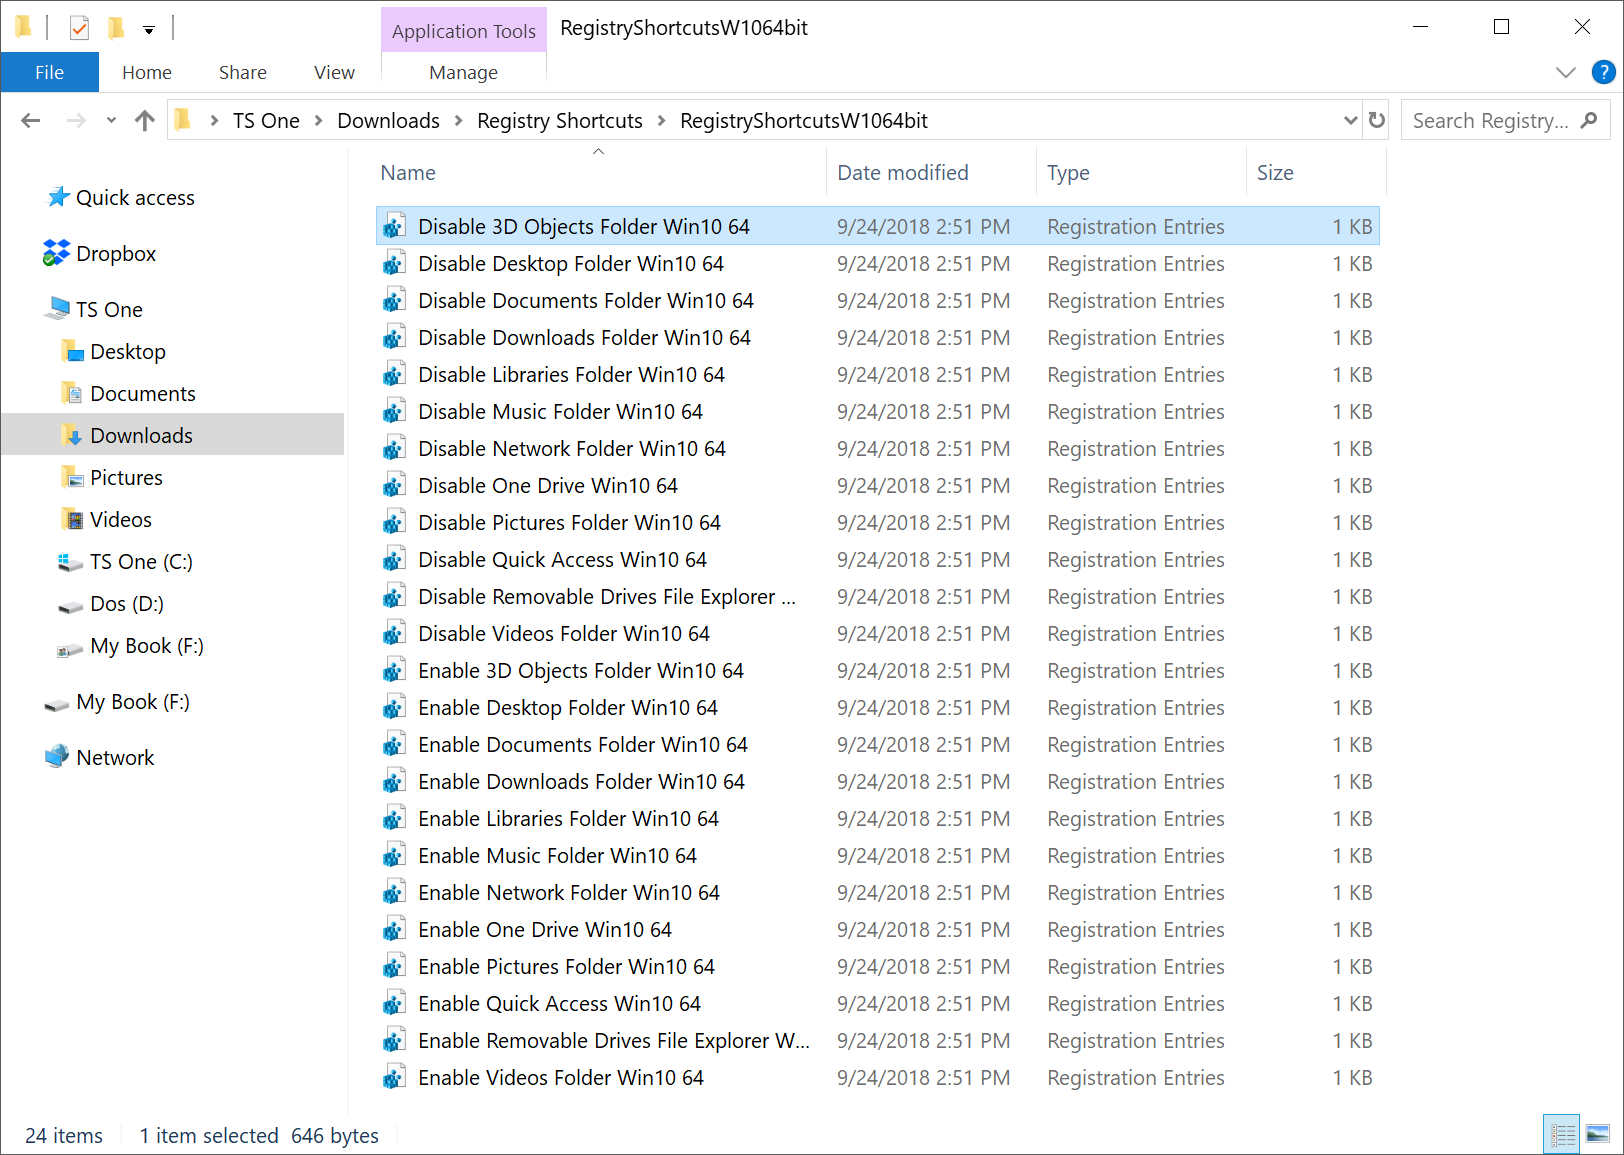 Application Tools RegistryShortcutsW1064bit
File Home Share View Manage
TS One Downloads Registry Shortcuts RegistryShortcutsW1064bit Search Registry...
Name Date modified Type Size
Quick access
Dropbox
TS One
Desktop
Documents
Downloads
Pictures
Videos
TS One (C:)
Dos (D:)
My Book (F:)
My Book (F:)
Network
Disable 3D Objects Folder Win10 64 9/24/2018 2:51 PM Registration Entries 1 KB
Disable Desktop Folder Win10 64 9/24/2018 2:51 PM Registration Entries 1 KB
Disable Documents Folder Win10 64 9/24/2018 2:51 PM Registration Entries 1 KB
Disable Downloads Folder Win10 64 9/24/2018 2:51 PM Registration Entries 1 KB
Disable Libraries Folder Win10 64 9/24/2018 2:51 PM Registration Entries 1 KB
Disable Music Folder Win10 64 9/24/2018 2:51 PM Registration Entries 1 KB
Disable Network Folder Win10 64 9/24/2018 2:51 PM Registration Entries 1 KB
Disable One Drive Win10 64 9/24/2018 2:51 PM Registration Entries 1 KB
Disable Pictures Folder Win10 64 9/24/2018 2:51 PM Registration Entries 1 KB
Disable Quick Access Win10 64 9/24/2018 2:51 PM Registration Entries 1 KB
Disable Removable Drives File Explorer ... 9/24/2018 2:51 PM Registration Entries 1 KB
Disable Videos Folder Win10 64 9/24/2018 2:51 PM Registration Entries 1 KB
Enable 3D Objects Folder Win10 64 9/24/2018 2:51 PM Registration Entries 1 KB
Enable Desktop Folder Win10 64 9/24/2018 2:51 PM Registration Entries 1 KB
Enable Documents Folder Win10 64 9/24/2018 2:51 PM Registration Entries 1 KB
Enable Downloads Folder Win10 64 9/24/2018 2:51 PM Registration Entries 1 KB
Enable Libraries Folder Win10 64 9/24/2018 2:51 PM Registration Entries 1 KB
Enable Music Folder Win10 64 9/24/2018 2:51 PM Registration Entries 1 KB
Enable Network Folder Win10 64 9/24/2018 2:51 PM Registration Entries 1 KB
Enable One Drive Win10 64 9/24/2018 2:51 PM Registration Entries 1 KB
Enable Pictures Folder Win10 64 9/24/2018 2:51 PM Registration Entries 1 KB
Enable Quick Access Win10 64 9/24/2018 2:51 PM Registration Entries 1 KB
Enable Removable Drives File Explorer W... 9/24/2018 2:51 PM Registration Entries 1 KB
Enable Videos Folder Win10 64 9/24/2018 2:51 PM Registration Entries 1 KB
24 items 1 item selected 646 bytes